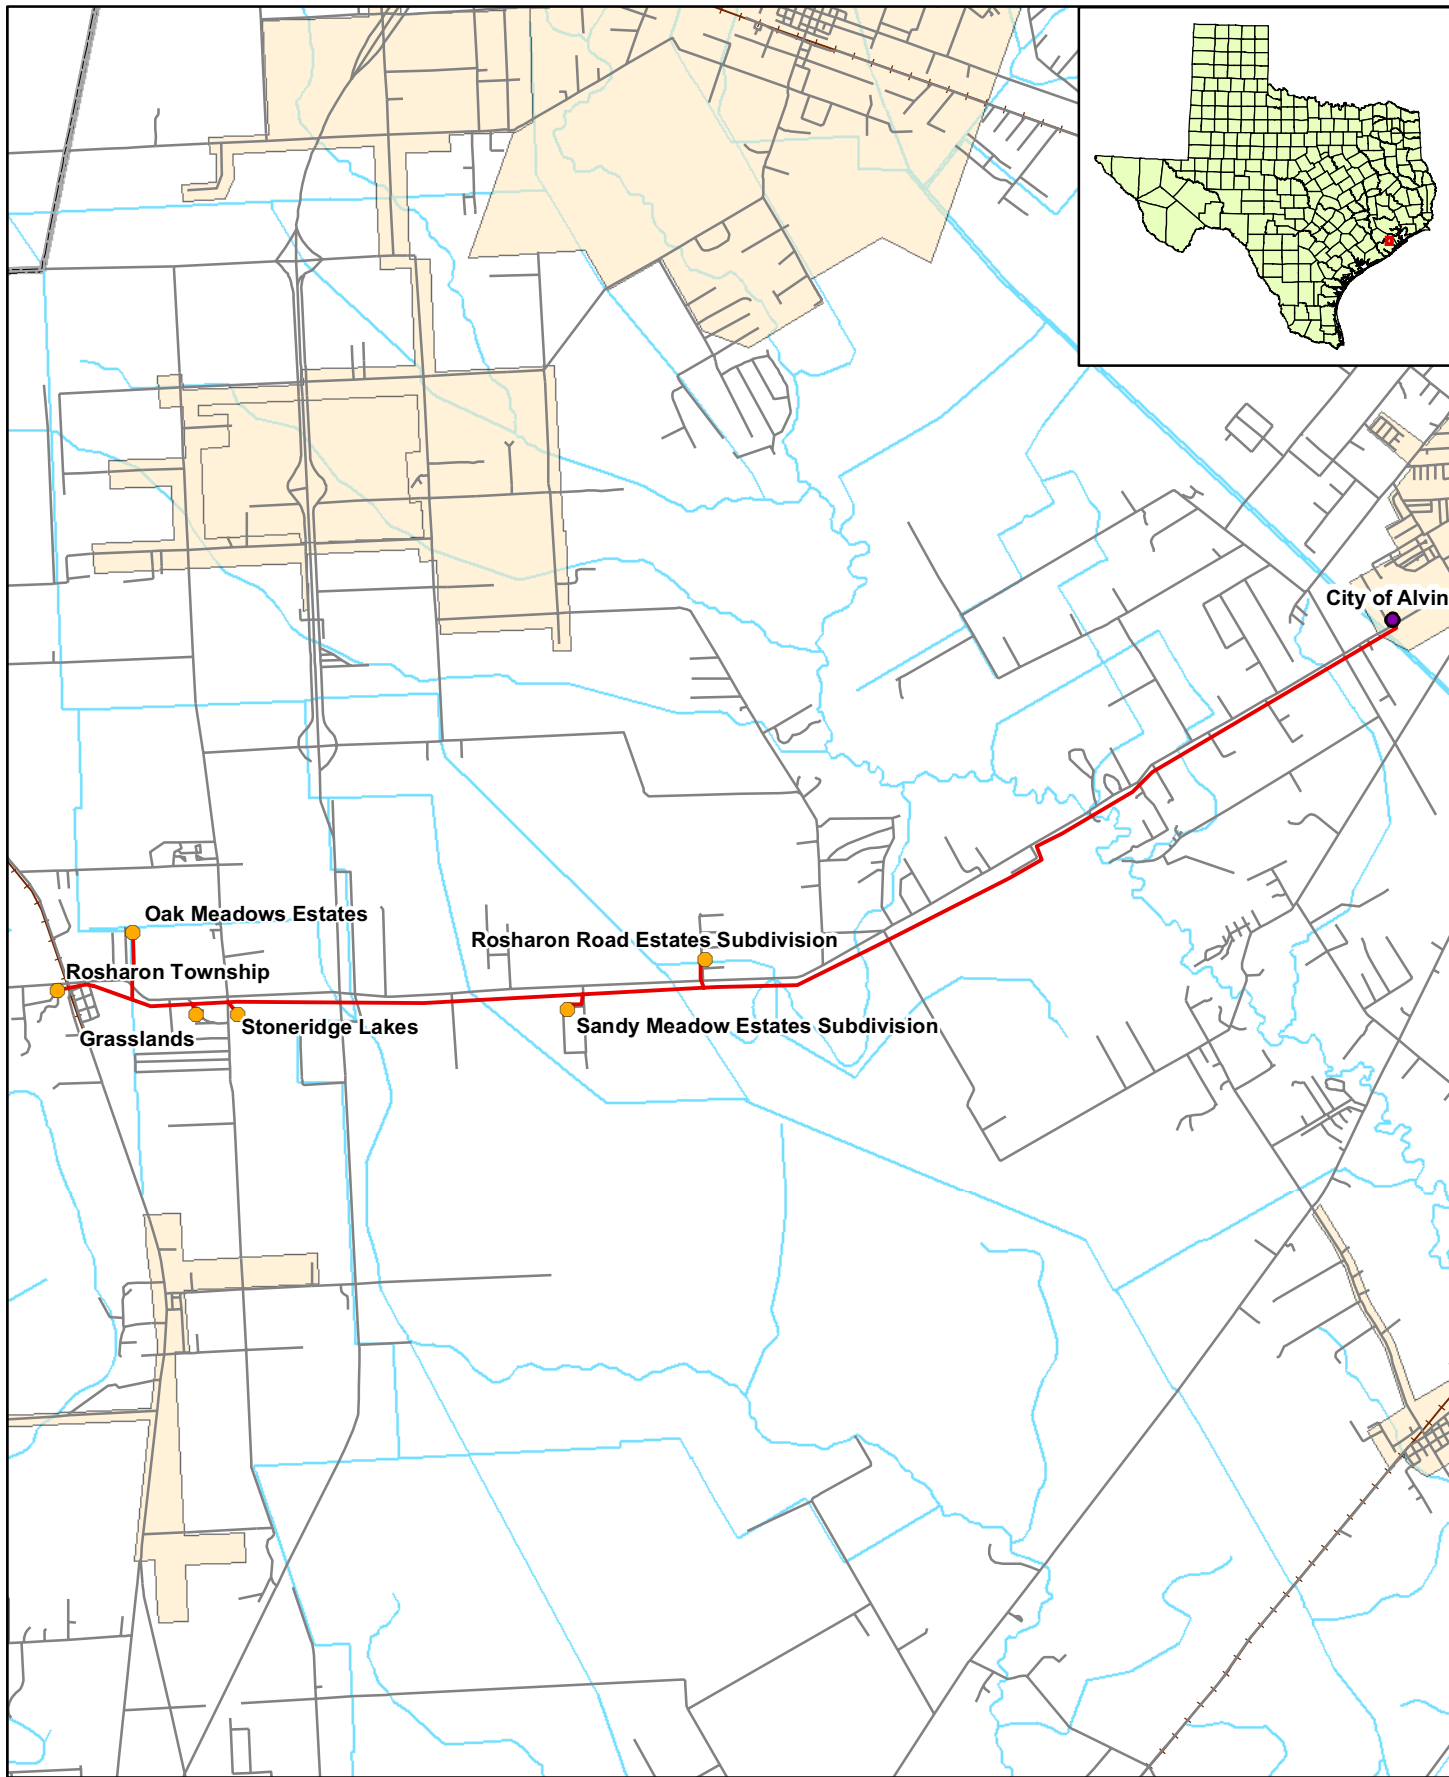 City of Alvin
Oak Meadows Estates
Rosharon Road Estates Subdivision
Rosharon Township
Grasslands
Stoneridge Lakes
Sandy Meadow Estates Subdivision